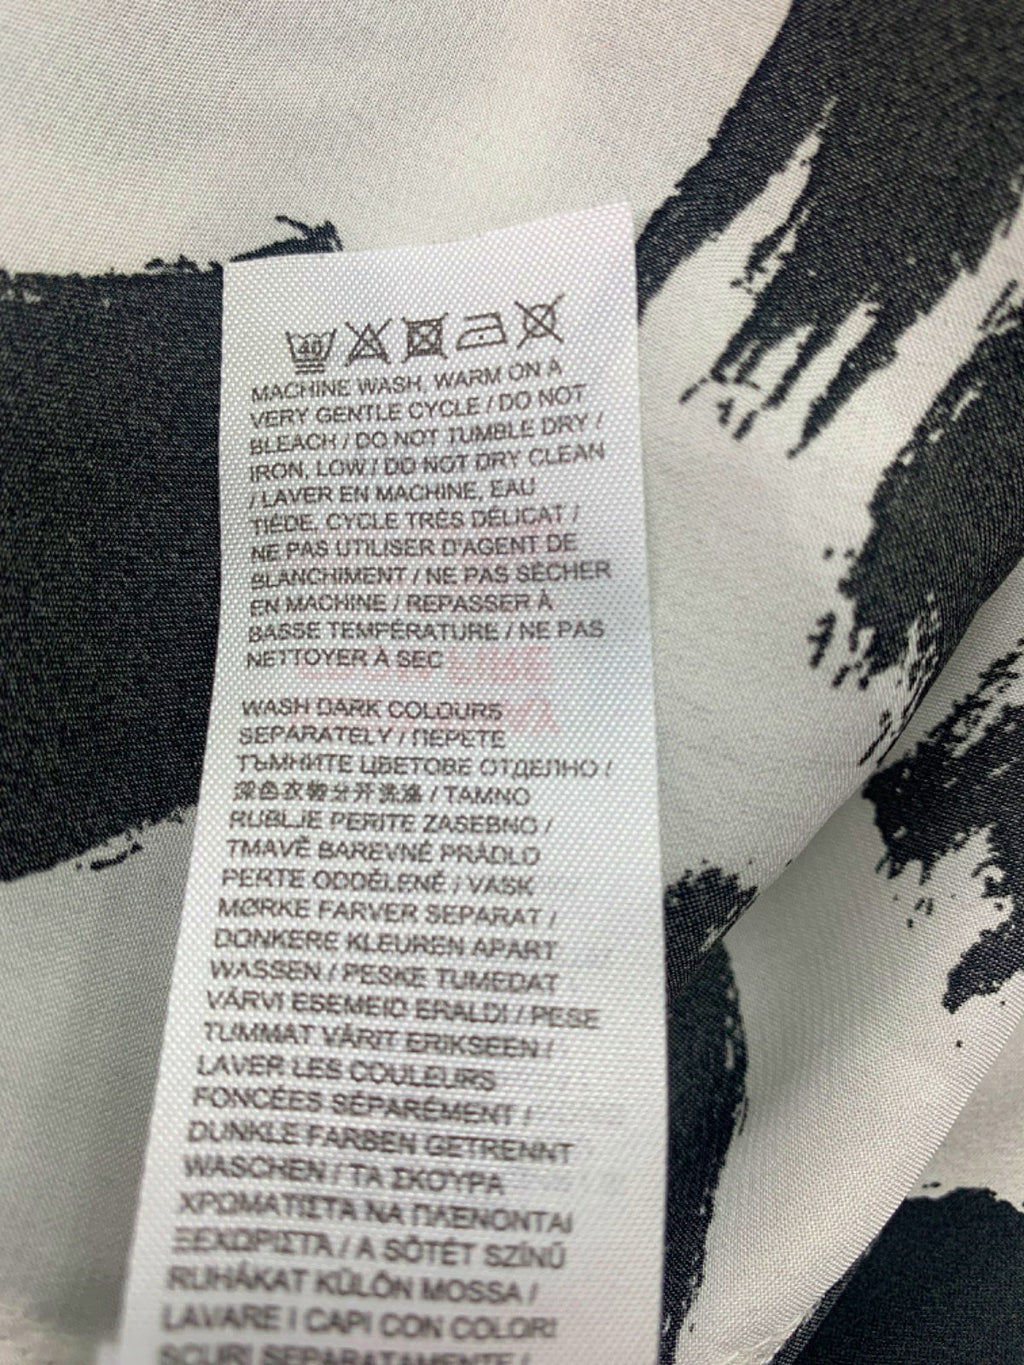 40
MACHINE WASH, WARM ON A
VERY GENTLE CYCLE / DO NOT
BLEACH / DO NOT TUMBLE DRY /
IRON, LOW / DO NOT DRY CLEAN
/ LAVER EN MACHINE, EAU
TIÈDE, CYCLE TRÈS DÉLICAT /
NE PAS UTILISER D'AGENT DE
BLANCHIMENT / NE PAS SÉCHER
EN MACHINE / REPASSER À
BASSE TEMPÉRATURE / NE PAS
NETTOYER À SEC
WASH DARK COLOURS
SEPARATELY / ПЕРЕТЕ
ТЪМНИТЕ ЦВЕТОВЕ ОТДЕЛНО /
深色衣物分开洗涤 / TAMNO
RUBLJE PERITE ZASEBNO /
TMAVĚ BAREVNÉ PRÁDLO
PERTE ODDĚLENĚ / VASK
MØRKE FARVER SEPARAT /
DONKERE KLEUREN APART
WASSEN / PESKE TUMEDAT
VÄRVI ESEMEID ERALDI / PESE
TUMMAT VÄRIT ERIKSEEN /
LAVER LES COULEURS
FONCÉES SÉPARÉMENT /
DUNKLE FARBEN GETRENNT
WASCHEN / ΤΑ ΣΚΟΥΡΑ
ΧΡΩΜΑΤΙΣΤΑ ΝΑ ΠΛΕΝΟΝΤΑΙ
ΞΕΧΩΡΙΣΤΑ / A SÖTÉT SZÍNŰ
RUHÁKAT KÜLÖN MOSSA /
LAVARE I CAPI CON COLORI
SCURI SEPARATAMENTE